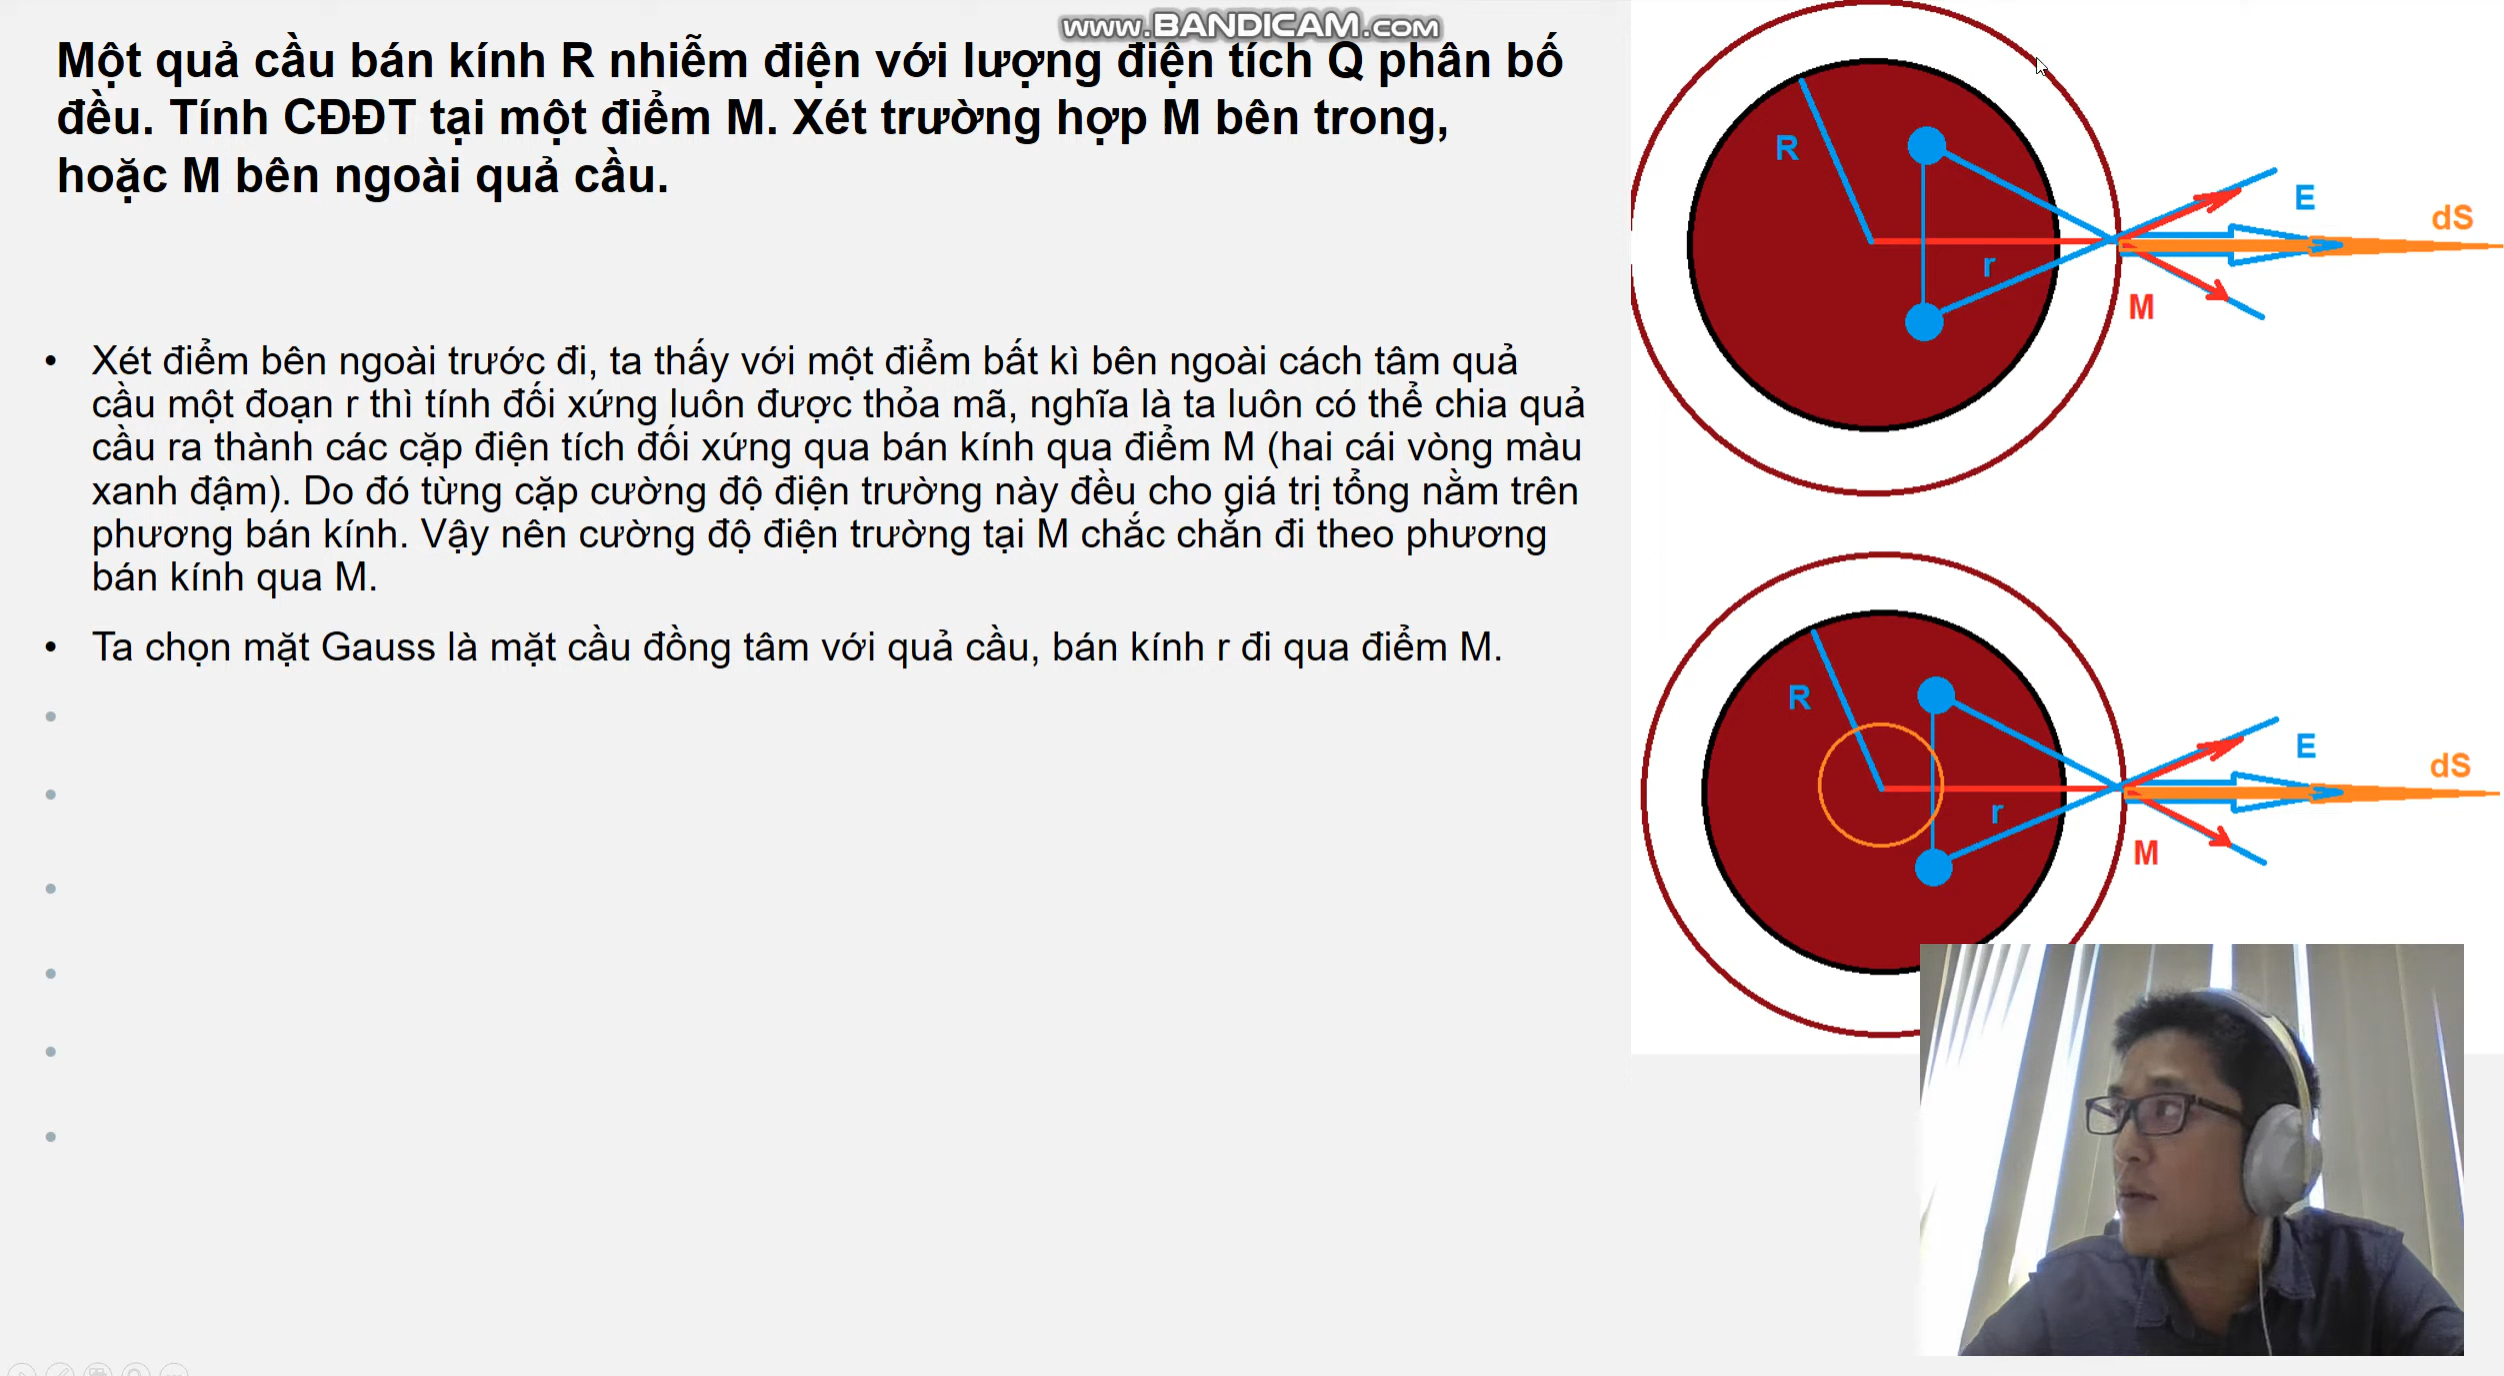 www.BANDICAM.com
Một quả cầu bán kính R nhiễm điện với lượng điện tích Q phân bố
đều. Tính CĐĐT tại một điểm M. Xét trường hợp M bên trong,
hoặc M bên ngoài quả cầu.
• Xét điểm bên ngoài trước đi, ta thấy với một điểm bất kì bên ngoài cách tâm quả
cầu một đoạn r thì tính đối xứng luôn được thỏa mã, nghĩa là ta luôn có thể chia quả
cầu ra thành các cặp điện tích đối xứng qua bán kính qua điểm M (hai cái vòng màu
xanh đậm). Do đó từng cặp cường độ điện trường này đều cho giá trị tổng nằm trên
phương bán kính. Vậy nên cường độ điện trường tại M chắc chắn đi theo phương
bán kính qua M.
• Ta chọn mặt Gauss là mặt cầu đồng tâm với quả cầu, bán kính r đi qua điểm M.
R
E
dS
r
M
R
E
dS
r
M